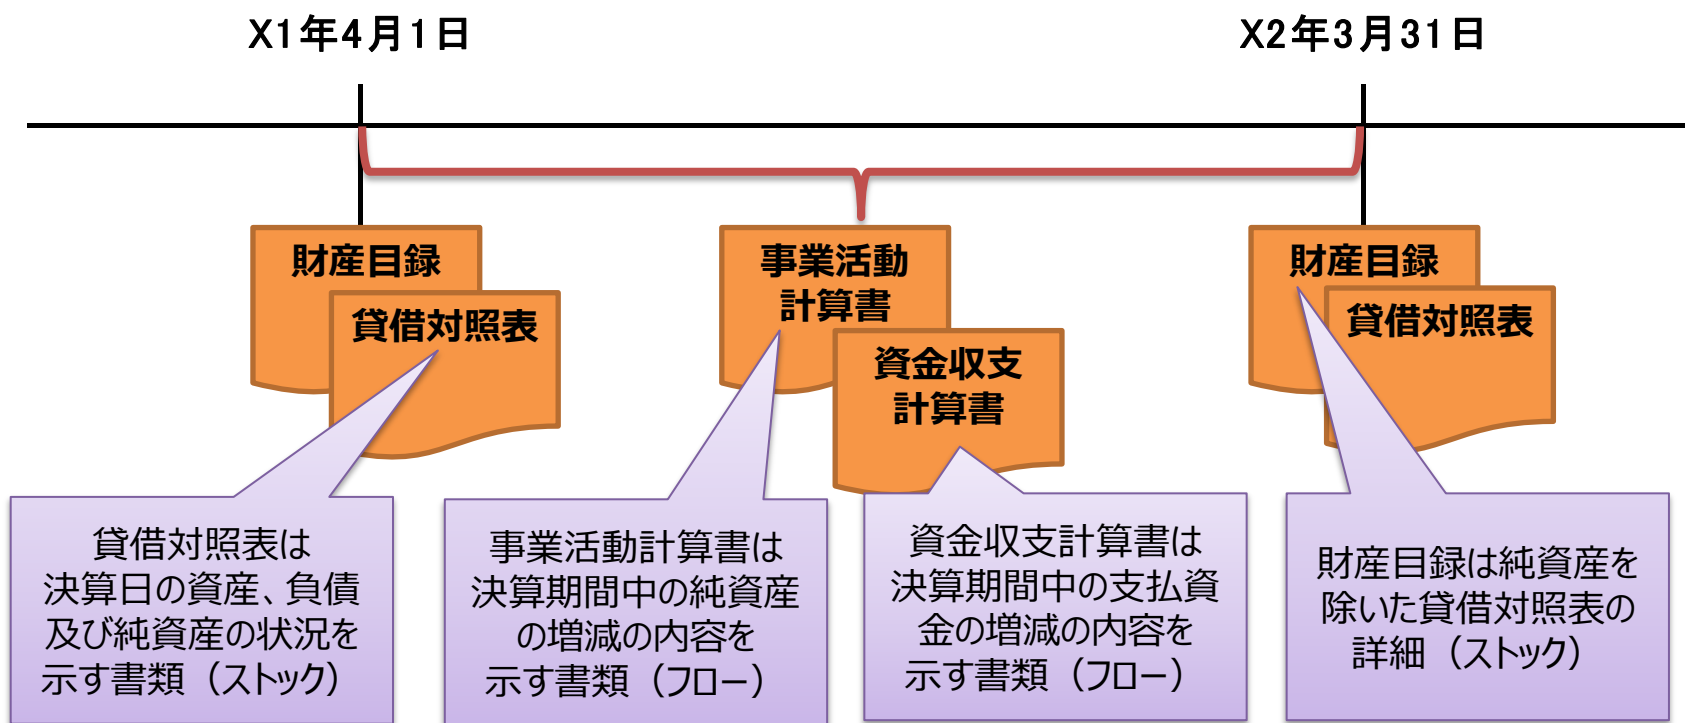 X1年4月1日
X2年3月31日
財産目録
貸借対照表
事業活動
計算書
資金収支
計算書
財産目録
貸借対照表
貸借対照表は
決算日の資産、負債
及び純資産の状況を
示す書類（ストック）
事業活動計算書は
決算期間中の純資産
の増減の内容を
示す書類（フロー）
資金収支計算書は
決算期間中の支払資
金の増減の内容を
示す書類（フロー）
財産目録は純資産を
除いた貸借対照表の
詳細（ストック）